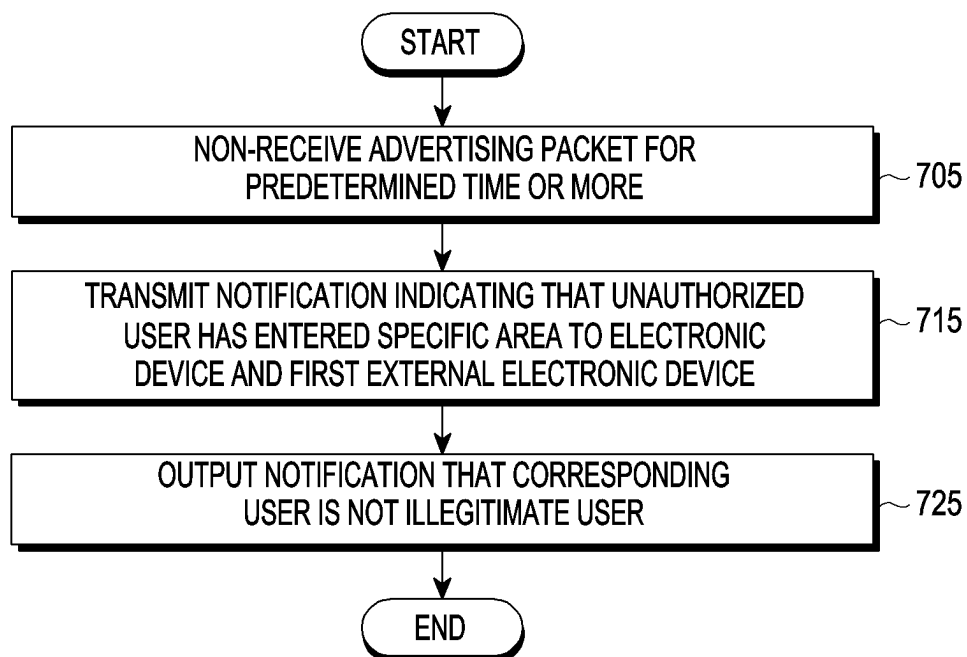 START
NON-RECEIVE ADVERTISING PACKET FOR
PREDETERMINED TIME OR MORE
705
TRANSMIT NOTIFICATION INDICATING THAT UNAUTHORIZED
USER HAS ENTERED SPECIFIC AREA TO ELECTRONIC
DEVICE AND FIRST EXTERNAL ELECTRONIC DEVICE
715
OUTPUT NOTIFICATION THAT CORRESPONDING
USER IS NOT ILLEGITIMATE USER
725
END